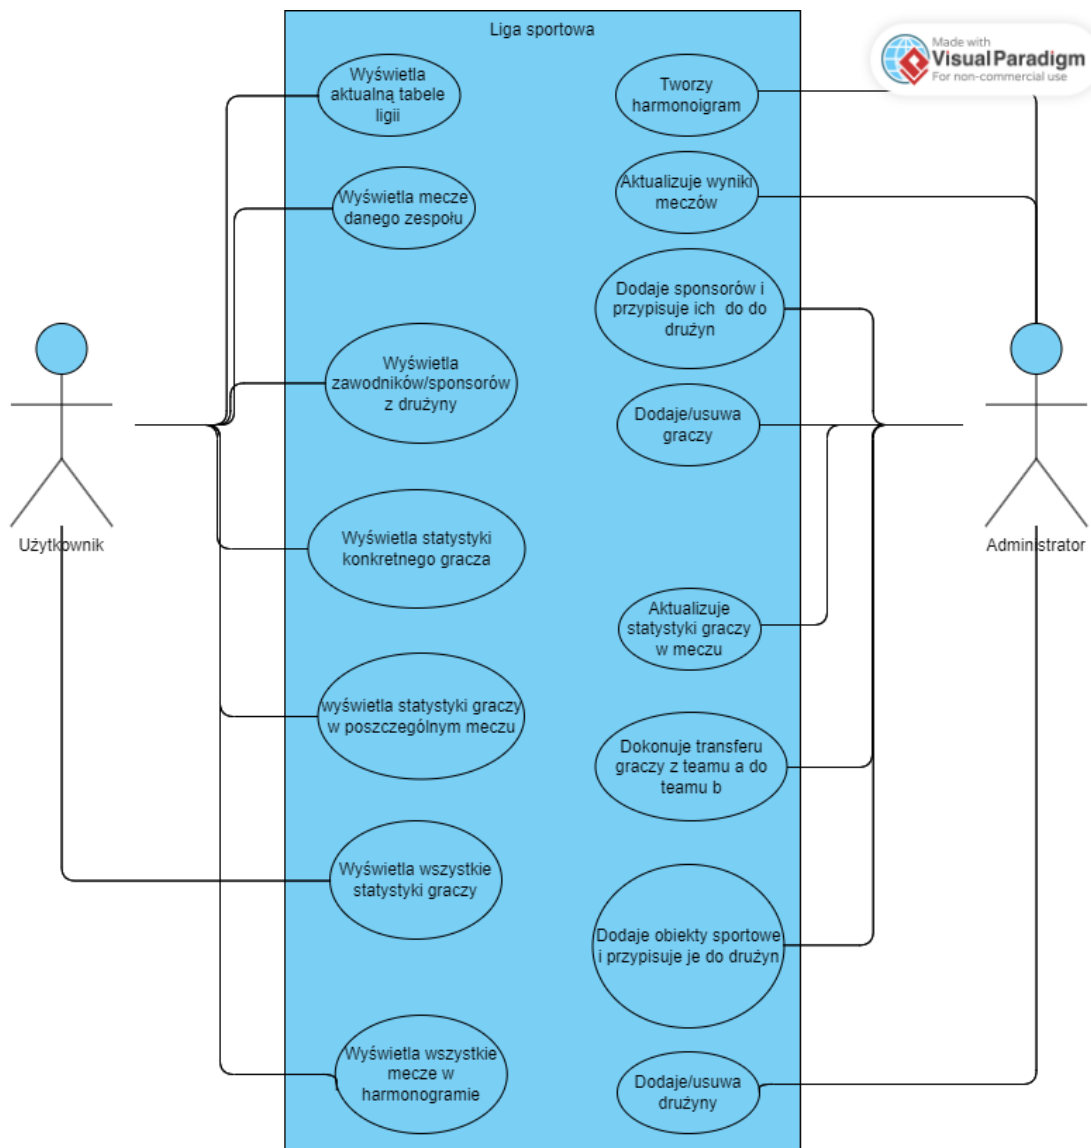 Liga sportowa
Made with
VisualParadigm
For non-commercial use
Wyświetla
aktualną tabele
ligii
Tworzy
harmonoigram
Wyświetla mecze
danego zespołu
Aktualizuje wyniki
meczów
Dodaje sponsorów i
przypisuje ich do do
drużyn
Wyświetla
zawodników/sponsorów
z drużyny
Dodaje/usuwa
graczy
Użytkownik
Administrator
Wyświetla statystyki
konkretnego gracza
Aktualizuje
statystyki graczy
w meczu
wyświetla statystyki graczy
w poszczególnym meczu
Dokonuje transferu
graczy z teamu a do
teamu b
Wyświetla wszystkie
statystyki graczy
Dodaje obiekty sportowe
i przypisuje je do drużyn
Wyświetla wszystkie
mecze w
harmonogramie
Dodaje/usuwa
drużyny